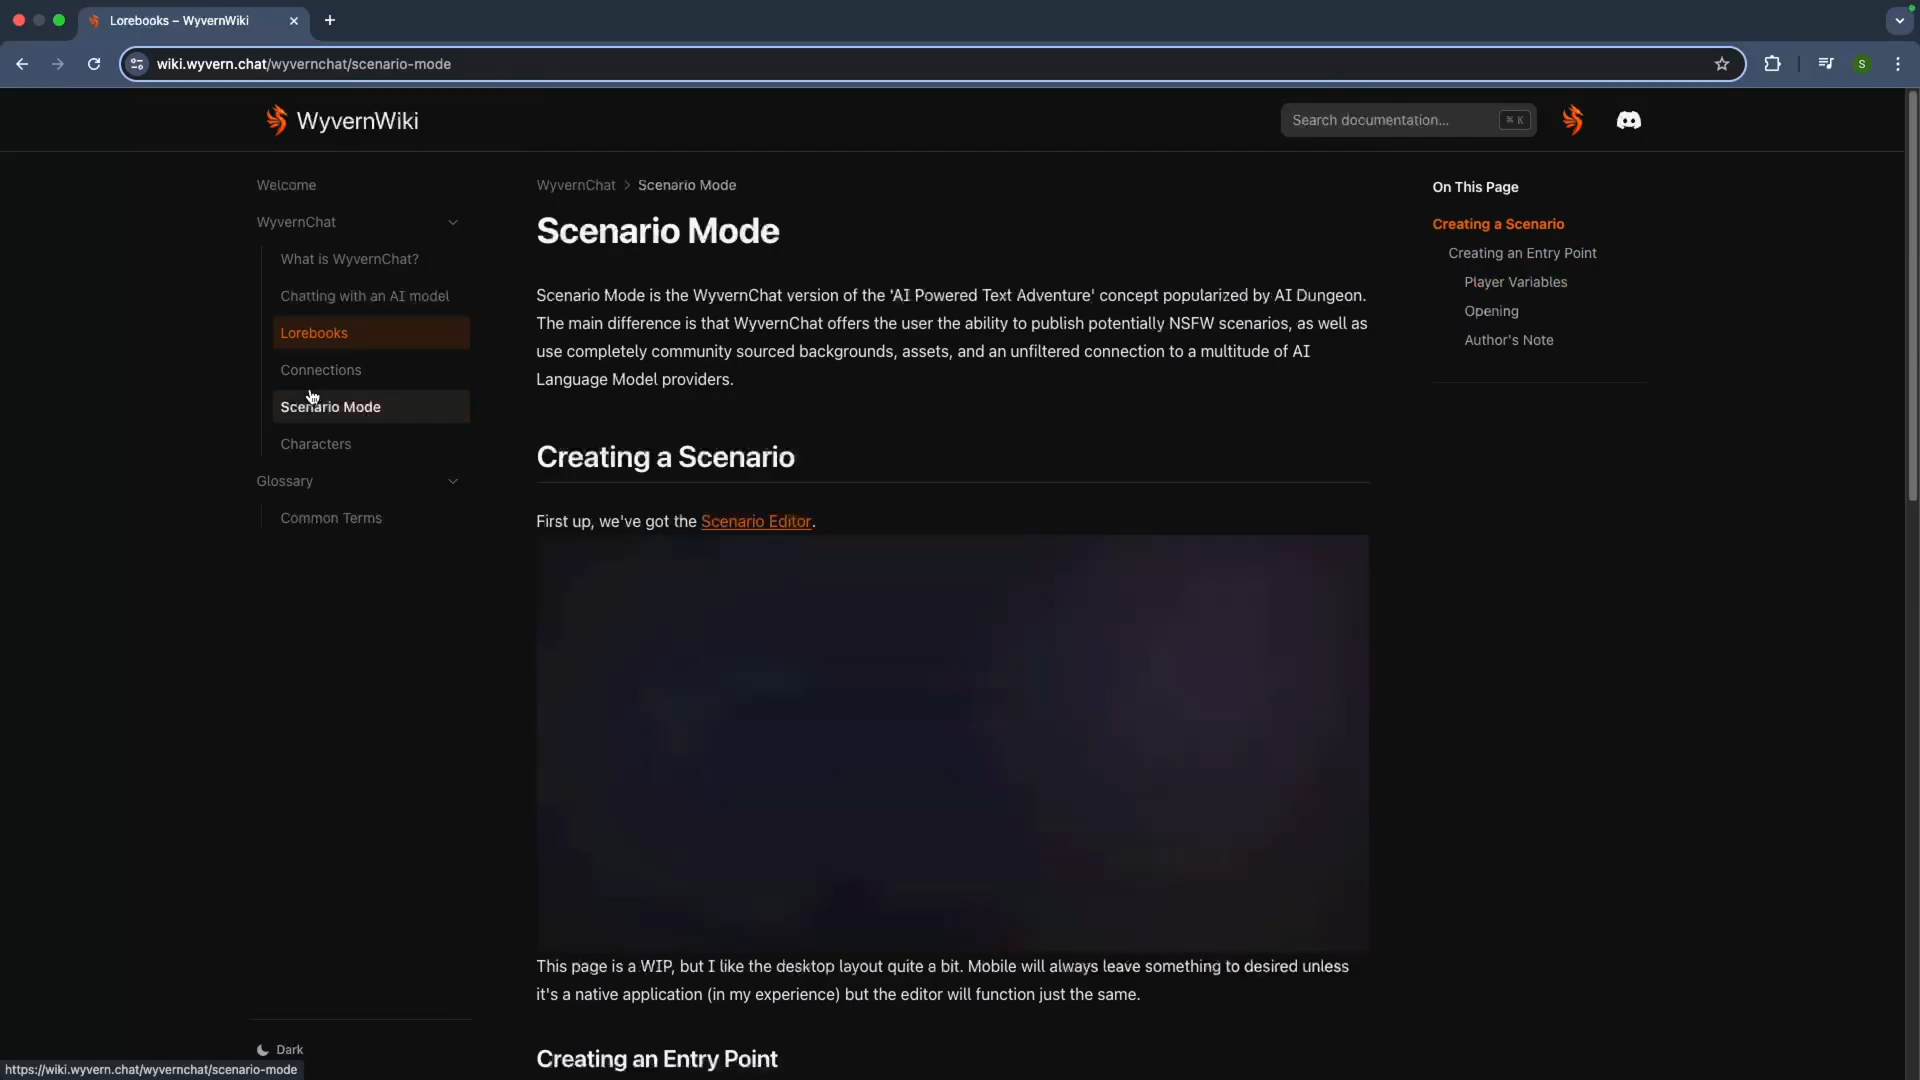 Lorebooks – WyvernWiki
wiki.wyvern.chat/wyvernchat/scenario-mode
S
WyvernWiki
Search documentation...
⌘ K
Welcome
WyvernChat
What is WyvernChat?
Chatting with an AI model
Lorebooks
Connections
Scenario Mode
Characters
Glossary
Common Terms
Dark
https://wiki.wyvern.chat/wyvernchat/scenario-mode
WyvernChat > Scenario Mode
Scenario Mode
Scenario Mode is the WyvernChat version of the 'AI Powered Text Adventure' concept popularized by AI Dungeon.
The main difference is that WyvernChat offers the user the ability to publish potentially NSFW scenarios, as well as
use completely community sourced backgrounds, assets, and an unfiltered connection to a multitude of AI
Language Model providers.
Creating a Scenario
First up, we've got the Scenario Editor.
This page is a WIP, but I like the desktop layout quite a bit. Mobile will always leave something to desired unless
it's a native application (in my experience) but the editor will function just the same.
Creating an Entry Point
On This Page
Creating a Scenario
Creating an Entry Point
Player Variables
Opening
Author's Note